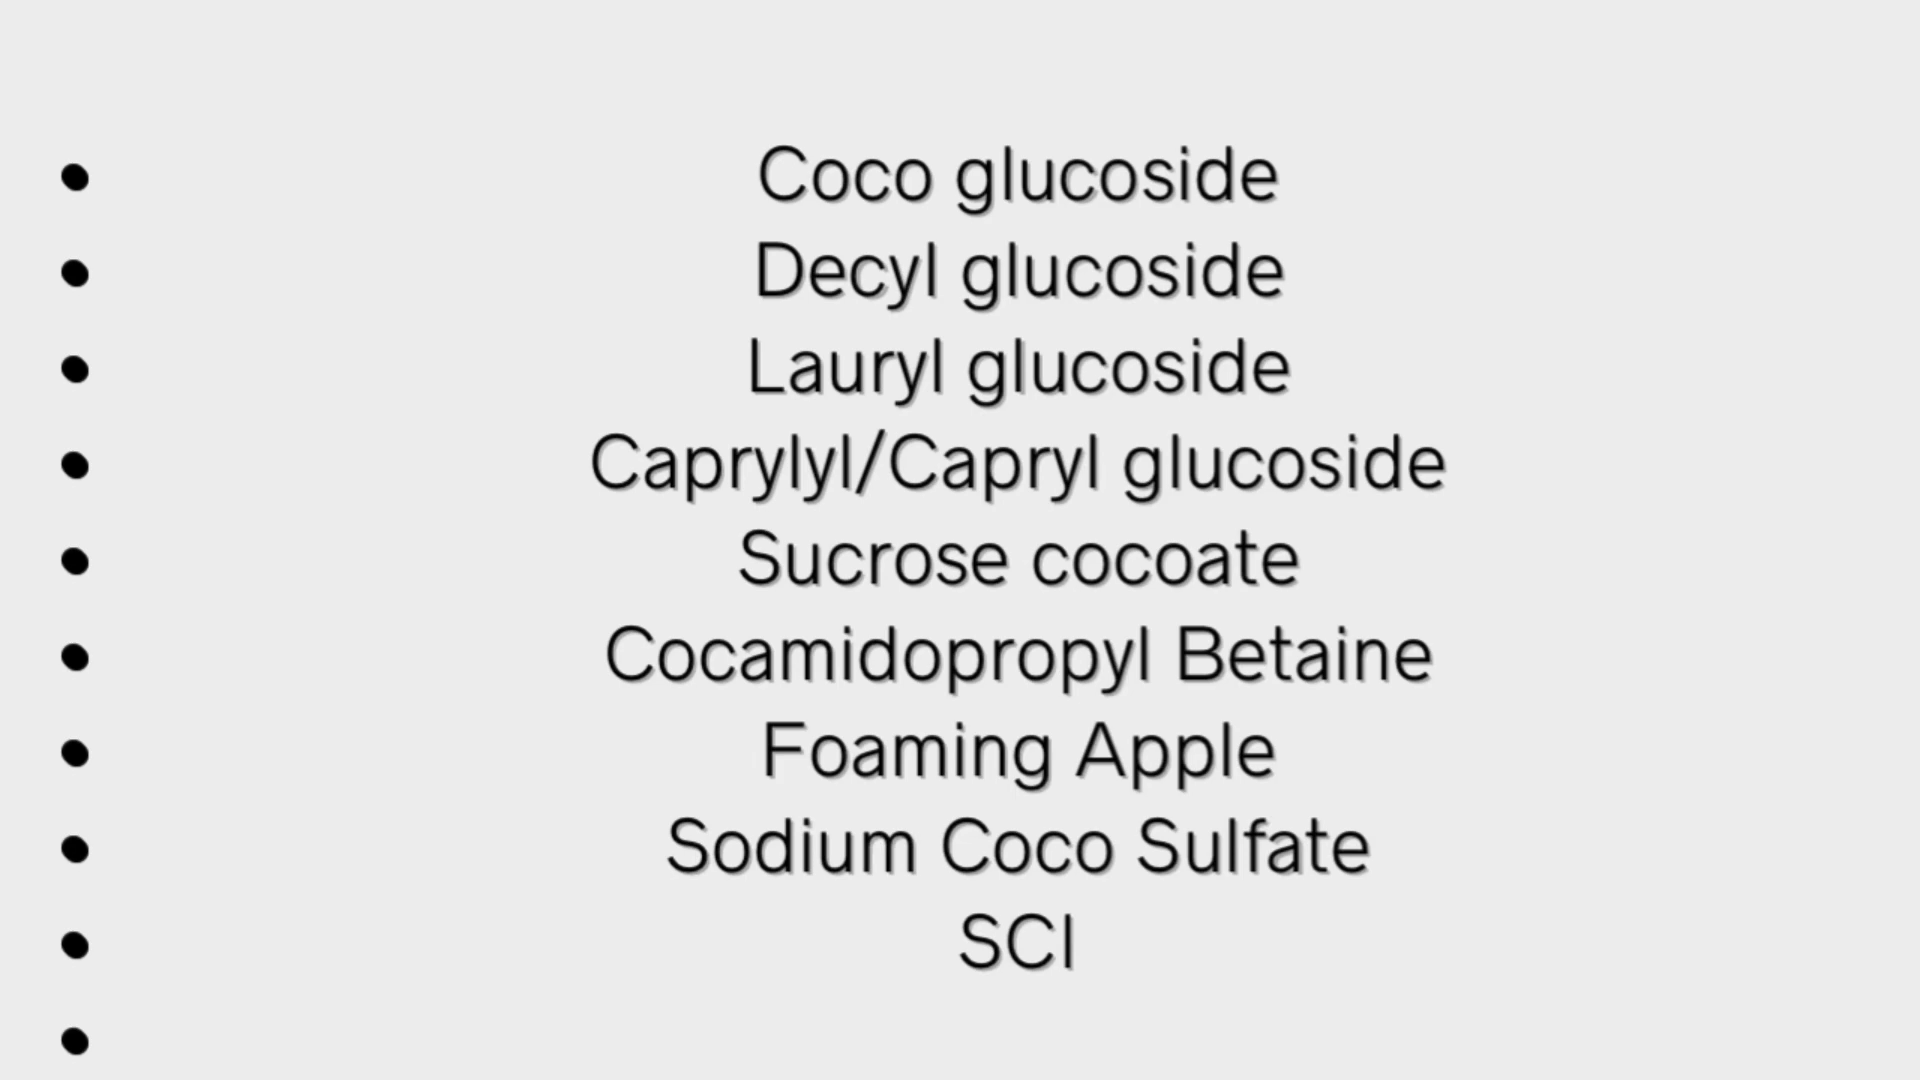 • Coco glucoside
• Decyl glucoside
• Lauryl glucoside
• Caprylyl/Capryl glucoside
• Sucrose cocoate
• Cocamidopropyl Betaine
• Foaming Apple
• Sodium Coco Sulfate
• SCI
•